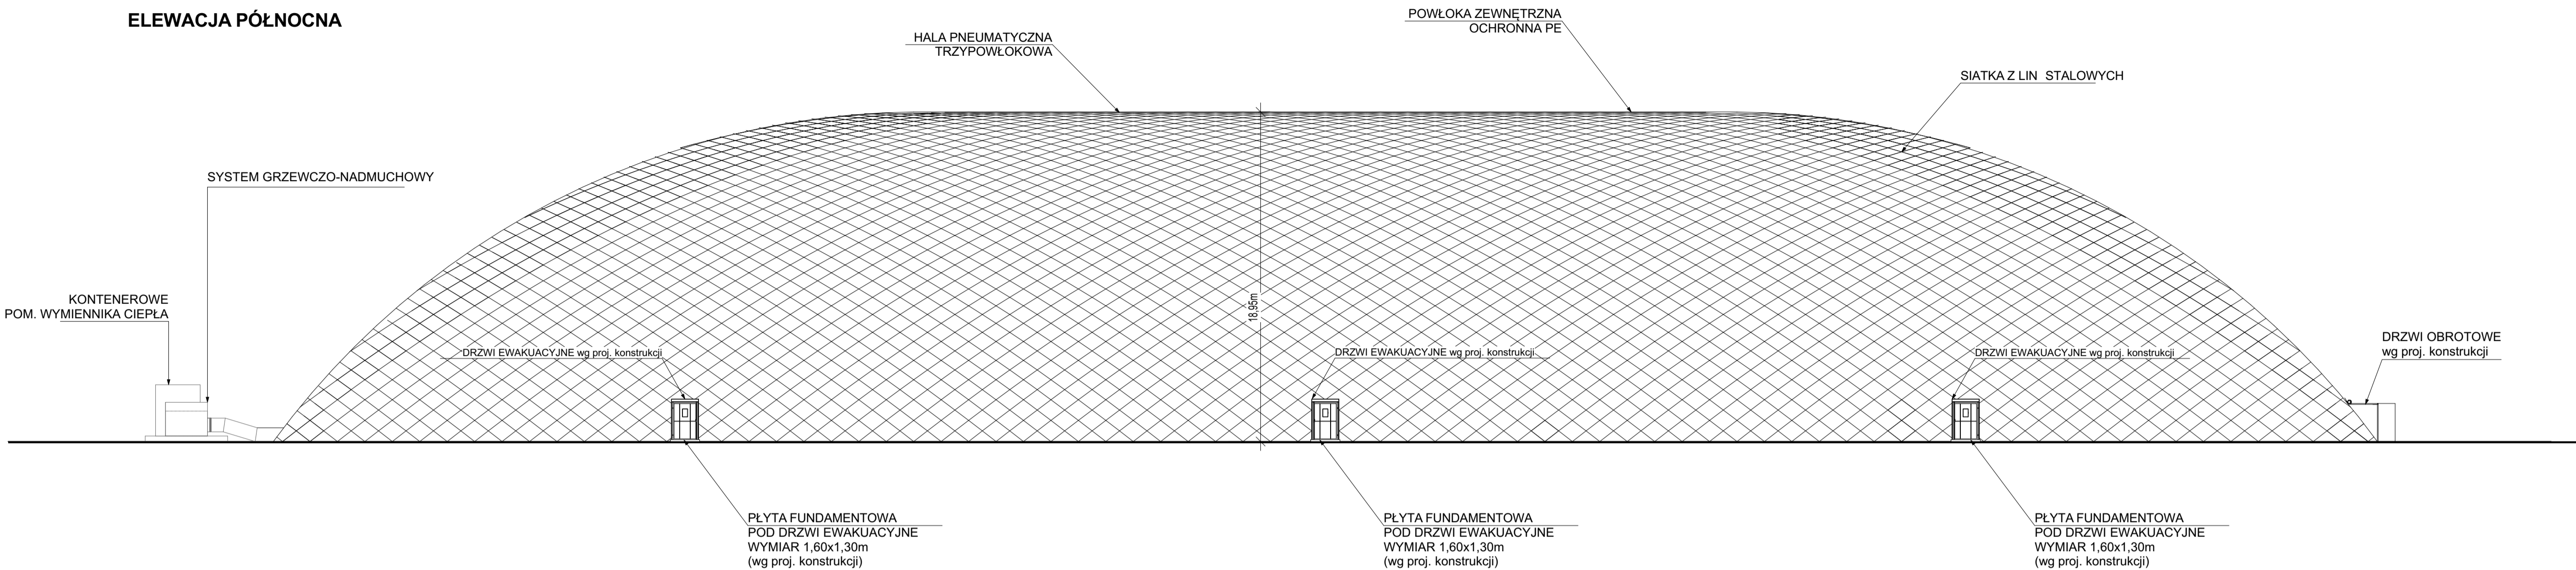 ELEWACJA PÓŁNOCNA
POWŁOKA ZEWNĘTRZNA
OCHRONNA PE
HALA PNEUMATYCZNA
TRZYPOWŁOKOWA
SIATKA Z LIN STALOWYCH
SYSTEM GRZEWCZO-NADMUCHOWY
KONTENEROWE
POM. WYMIENNIKA CIEPŁA
18,95m
DRZWI EWAKUACYJNE wg proj. konstrukcji
DRZWI EWAKUACYJNE wg proj. konstrukcji
DRZWI EWAKUACYJNE wg proj. konstrukcji
DRZWI OBROTOWE
wg proj. konstrukcji
PŁYTA FUNDAMENTOWA
POD DRZWI EWAKUACYJNE
WYMIAR 1,60x1,30m
(wg proj. konstrukcji)
PŁYTA FUNDAMENTOWA
POD DRZWI EWAKUACYJNE
WYMIAR 1,60x1,30m
(wg proj. konstrukcji)
PŁYTA FUNDAMENTOWA
POD DRZWI EWAKUACYJNE
WYMIAR 1,60x1,30m
(wg proj. konstrukcji)